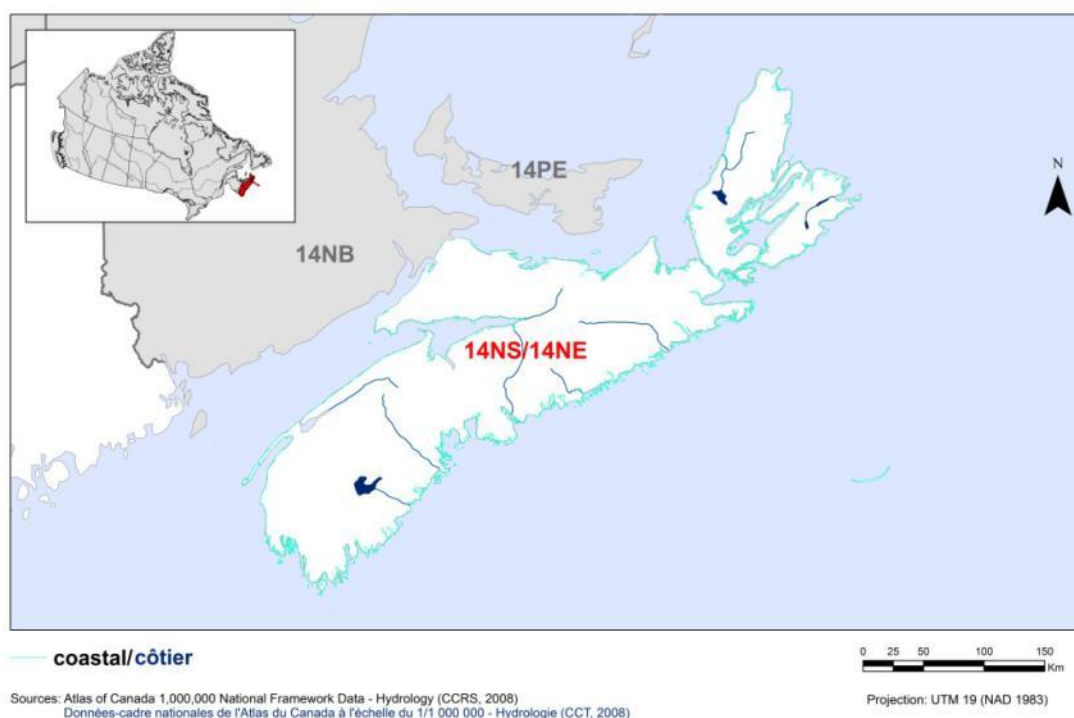 14PE
N
14NB
14NS/14NE
coastal/côtier
0 25 50 100 150
Km
Sources: Atlas of Canada 1,000,000 National Framework Data - Hydrology (CCRS, 2008)
Données-cadre nationales de l'Atlas du Canada à l'échelle du 1/1 000 000 - Hydrologie (CCT, 2008)
Projection: UTM 19 (NAD 1983)